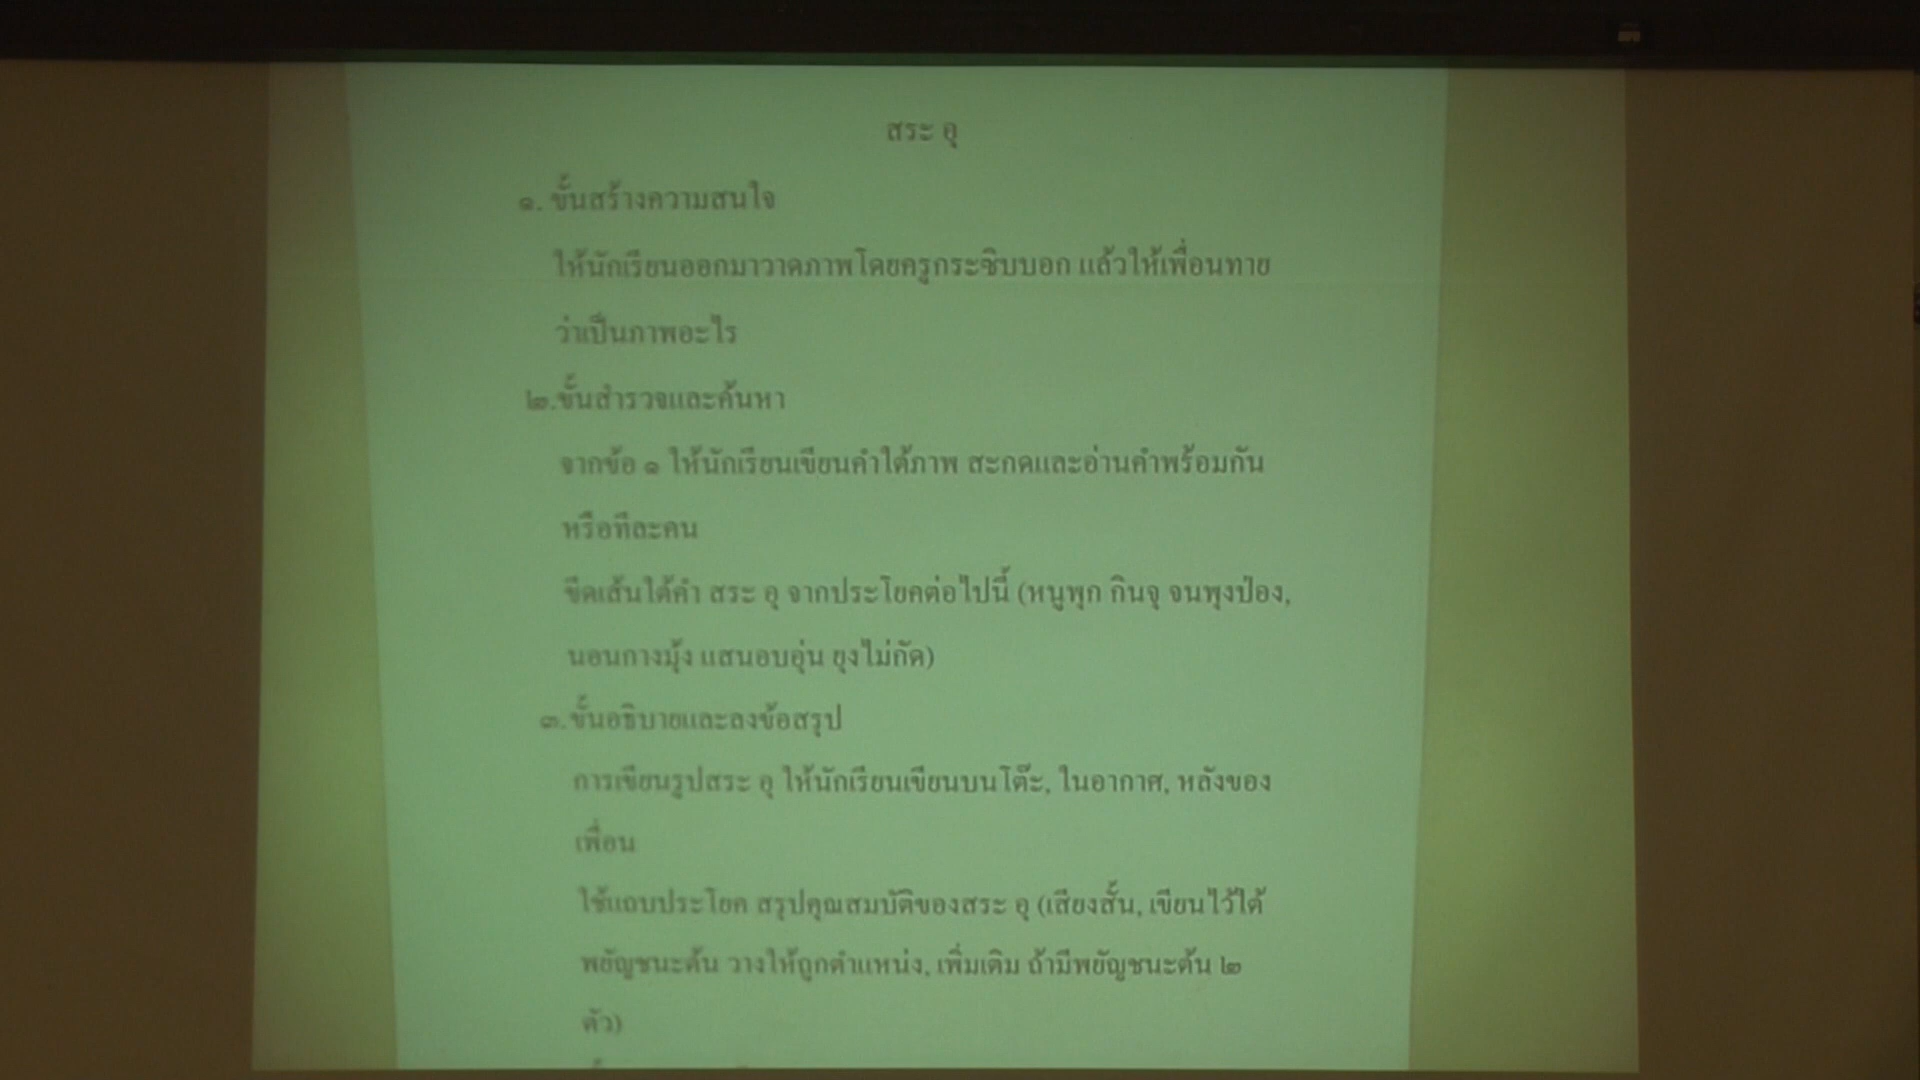 สระ อุ
๑. ขั้นสร้างความสนใจ
ให้นักเรียนออกมาวาดภาพโดยครูกระซิบบอก แล้วให้เพื่อนทาย
ว่าเป็นภาพอะไร
๒.ขั้นสำรวจและค้นหา
จากข้อ ๑ ให้นักเรียนเขียนคำใต้ภาพ สะกดและอ่านคำพร้อมกัน
หรือทีละคน
ขีดเส้นใต้คำ สระ อุ จากประโยคต่อไปนี้ (หนูพุก กินจุ จนพุงป่อง,
นอนกางมุ้ง แสนอบอุ่น ยุงไม่กัด)
๓.ขั้นอธิบายและลงข้อสรุป
การเขียนรูปสระ อุ ให้นักเรียนเขียนบนโต๊ะ, ในอากาศ, หลังของ
เพื่อน
ใช้แถบประโยค สรุปคุณสมบัติของสระ อุ (เสียงสั้น, เขียนไว้ใต้
พยัญชนะต้น วางให้ถูกตำแหน่ง, เพิ่มเติม ถ้ามีพยัญชนะต้น ๒
ตัว)